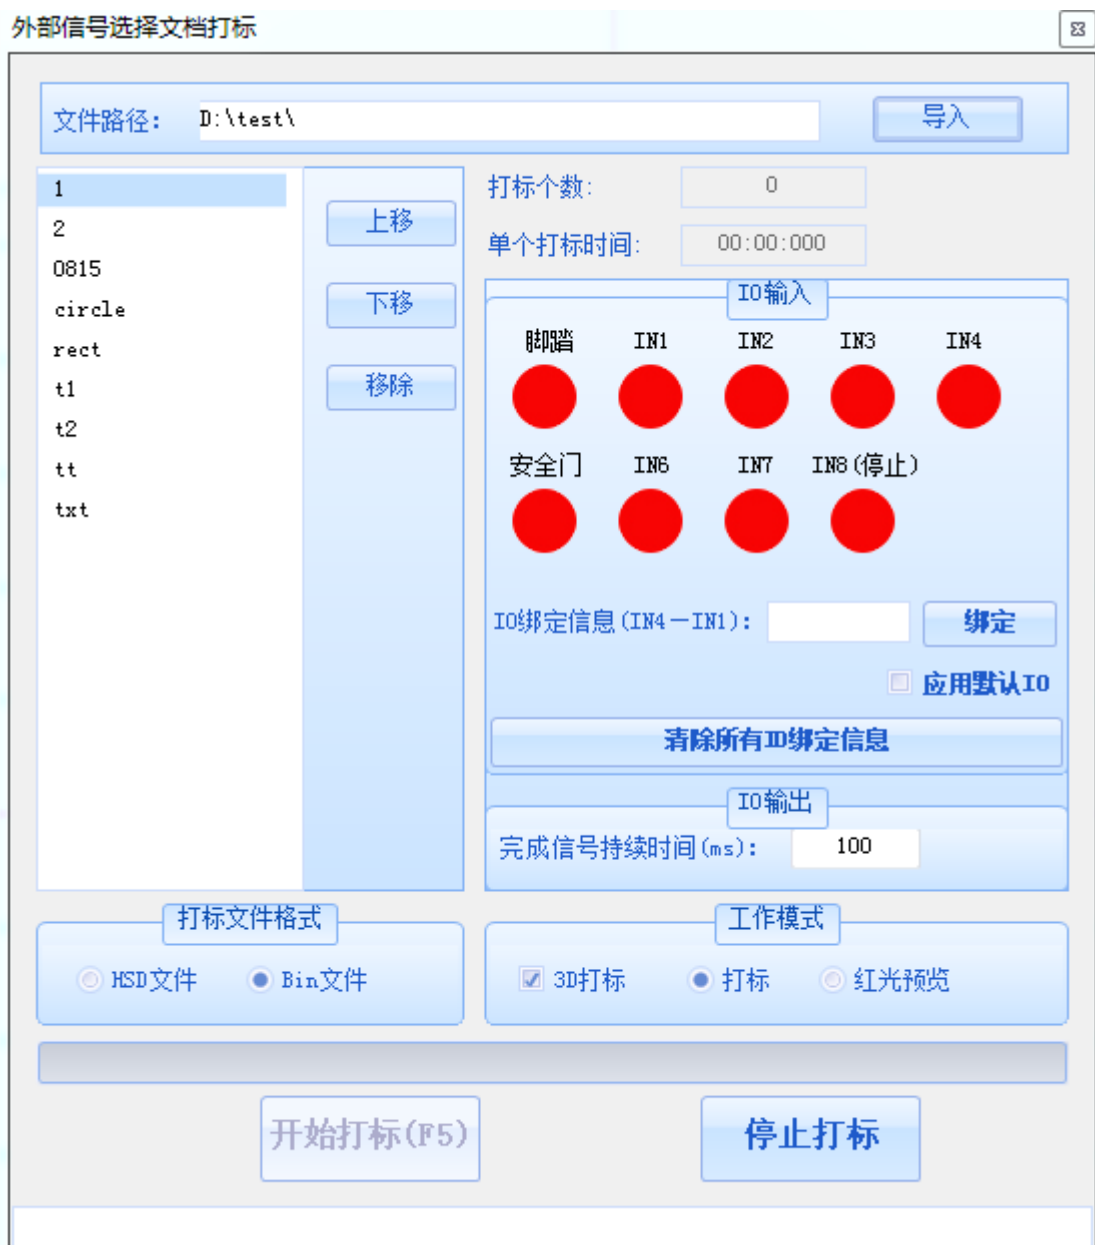 外部信号选择文档打标
文件路径: D:\test\ 导入
1
2
0815
circle
rect
t1
t2
tt
txt
上移
下移
移除
打标个数: 0
单个打标时间: 00:00:000
IO输入
脚踏 IN1 IN2 IN3 IN4
安全门 IN6 IN7 IN8(停止)
IO绑定信息(IN4－IN1): 绑定
应用默认IO
清除所有IO绑定信息
IO输出
完成信号持续时间(ms): 100
打标文件格式
HSD文件 Bin文件
工作模式
3D打标 打标 红光预览
开始打标(F5)
停止打标